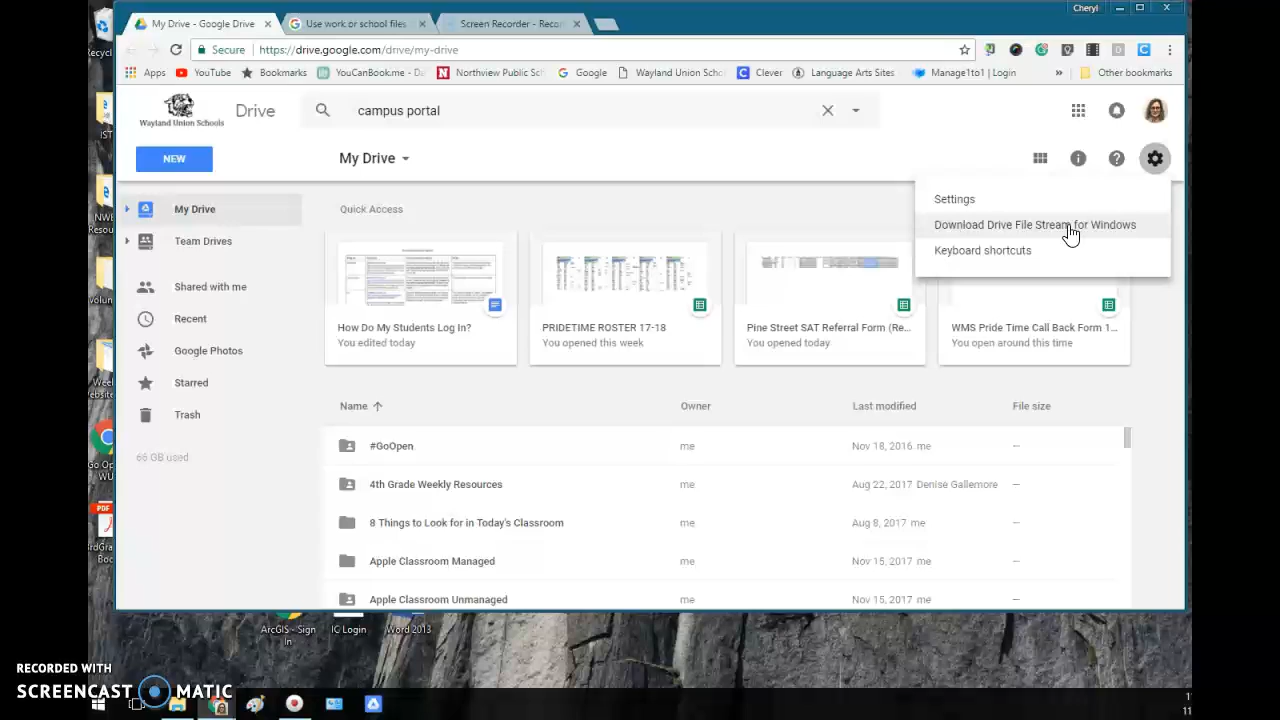 Cheryl
My Drive - Google Drive
Use work or school files
Screen Recorder - Recor
Secure
https://drive.google.com/drive/my-drive
Apps
YouTube
Bookmarks
YouCanBook.me - Da
Northview Public Sc
Google
Wayland Union Scho
Clever
Language Arts Sites
Manage1to1 | Login
»
Other bookmarks
Wayland Union Schools
Drive
campus portal
NEW
My Drive
Settings
Download Drive File Stream for Windows
Keyboard shortcuts
My Drive
Team Drives
Shared with me
Recent
Google Photos
Starred
Trash
66 GB used
Quick Access
How Do My Students Log In?
You edited today
PRIDETIME ROSTER 17-18
You opened this week
Pine Street SAT Referral Form (Re...
You opened today
WMS Pride Time Call Back Form 1...
You open around this time
Name
Owner
Last modified
File size
#GoOpen
me
Nov 18, 2016 me
–
4th Grade Weekly Resources
me
Aug 22, 2017 Denise Gallemore
–
8 Things to Look for in Today's Classroom
me
Aug 8, 2017 me
–
Apple Classroom Managed
me
Nov 15, 2017 me
–
Apple Classroom Unmanaged
me
Nov 15, 2017 me
–
ArcGIS - Sign
In
IC Login
Word 2013
PDF
RECORDED WITH
SCREENCAST MATIC